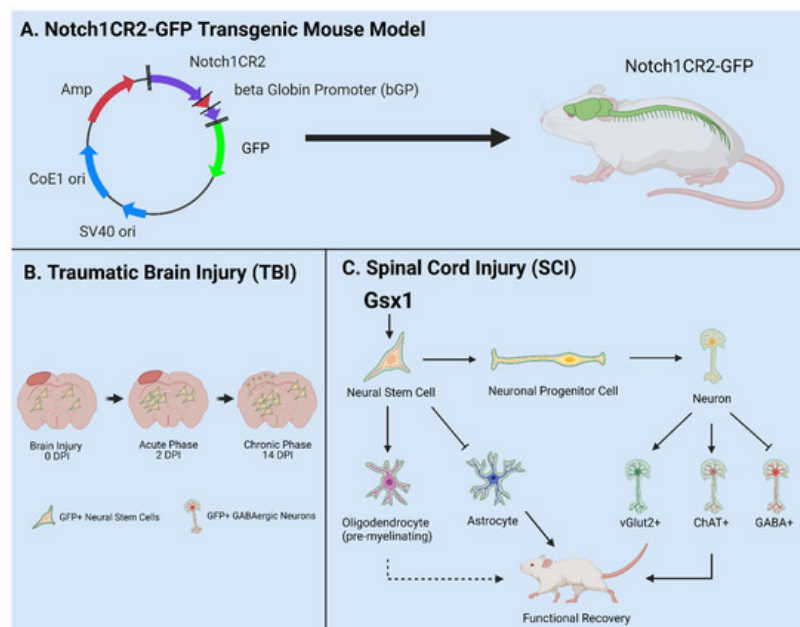 A. Notch1CR2-GFP Transgenic Mouse Model
Notch1CR2
Amp
beta Globin Promoter (bGP)
GFP
CoE1 ori
SV40 ori
Notch1CR2-GFP
B. Traumatic Brain Injury (TBI)
Brain Injury
0 DPI
Acute Phase
2 DPI
Chronic Phase
14 DPI
GFP+ Neural Stem Cells
GFP+ GABAergic Neurons
C. Spinal Cord Injury (SCI)
Gsx1
Neural Stem Cell
Neuronal Progenitor Cell
Neuron
Oligodendrocyte
(pre-myelinating)
Astrocyte
vGlut2+
ChAT+
GABA+
Functional Recovery